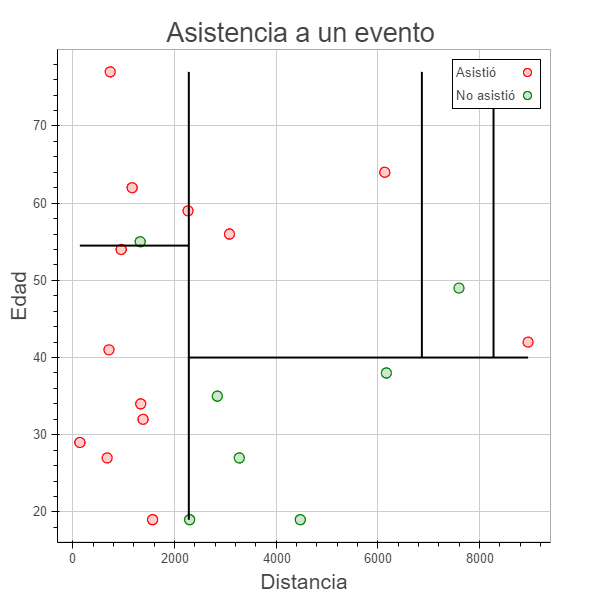 Asistencia a un evento
Asistió
No asistió
70
60
50
40
30
20
Edad
0
2000
4000
6000
8000
Distancia